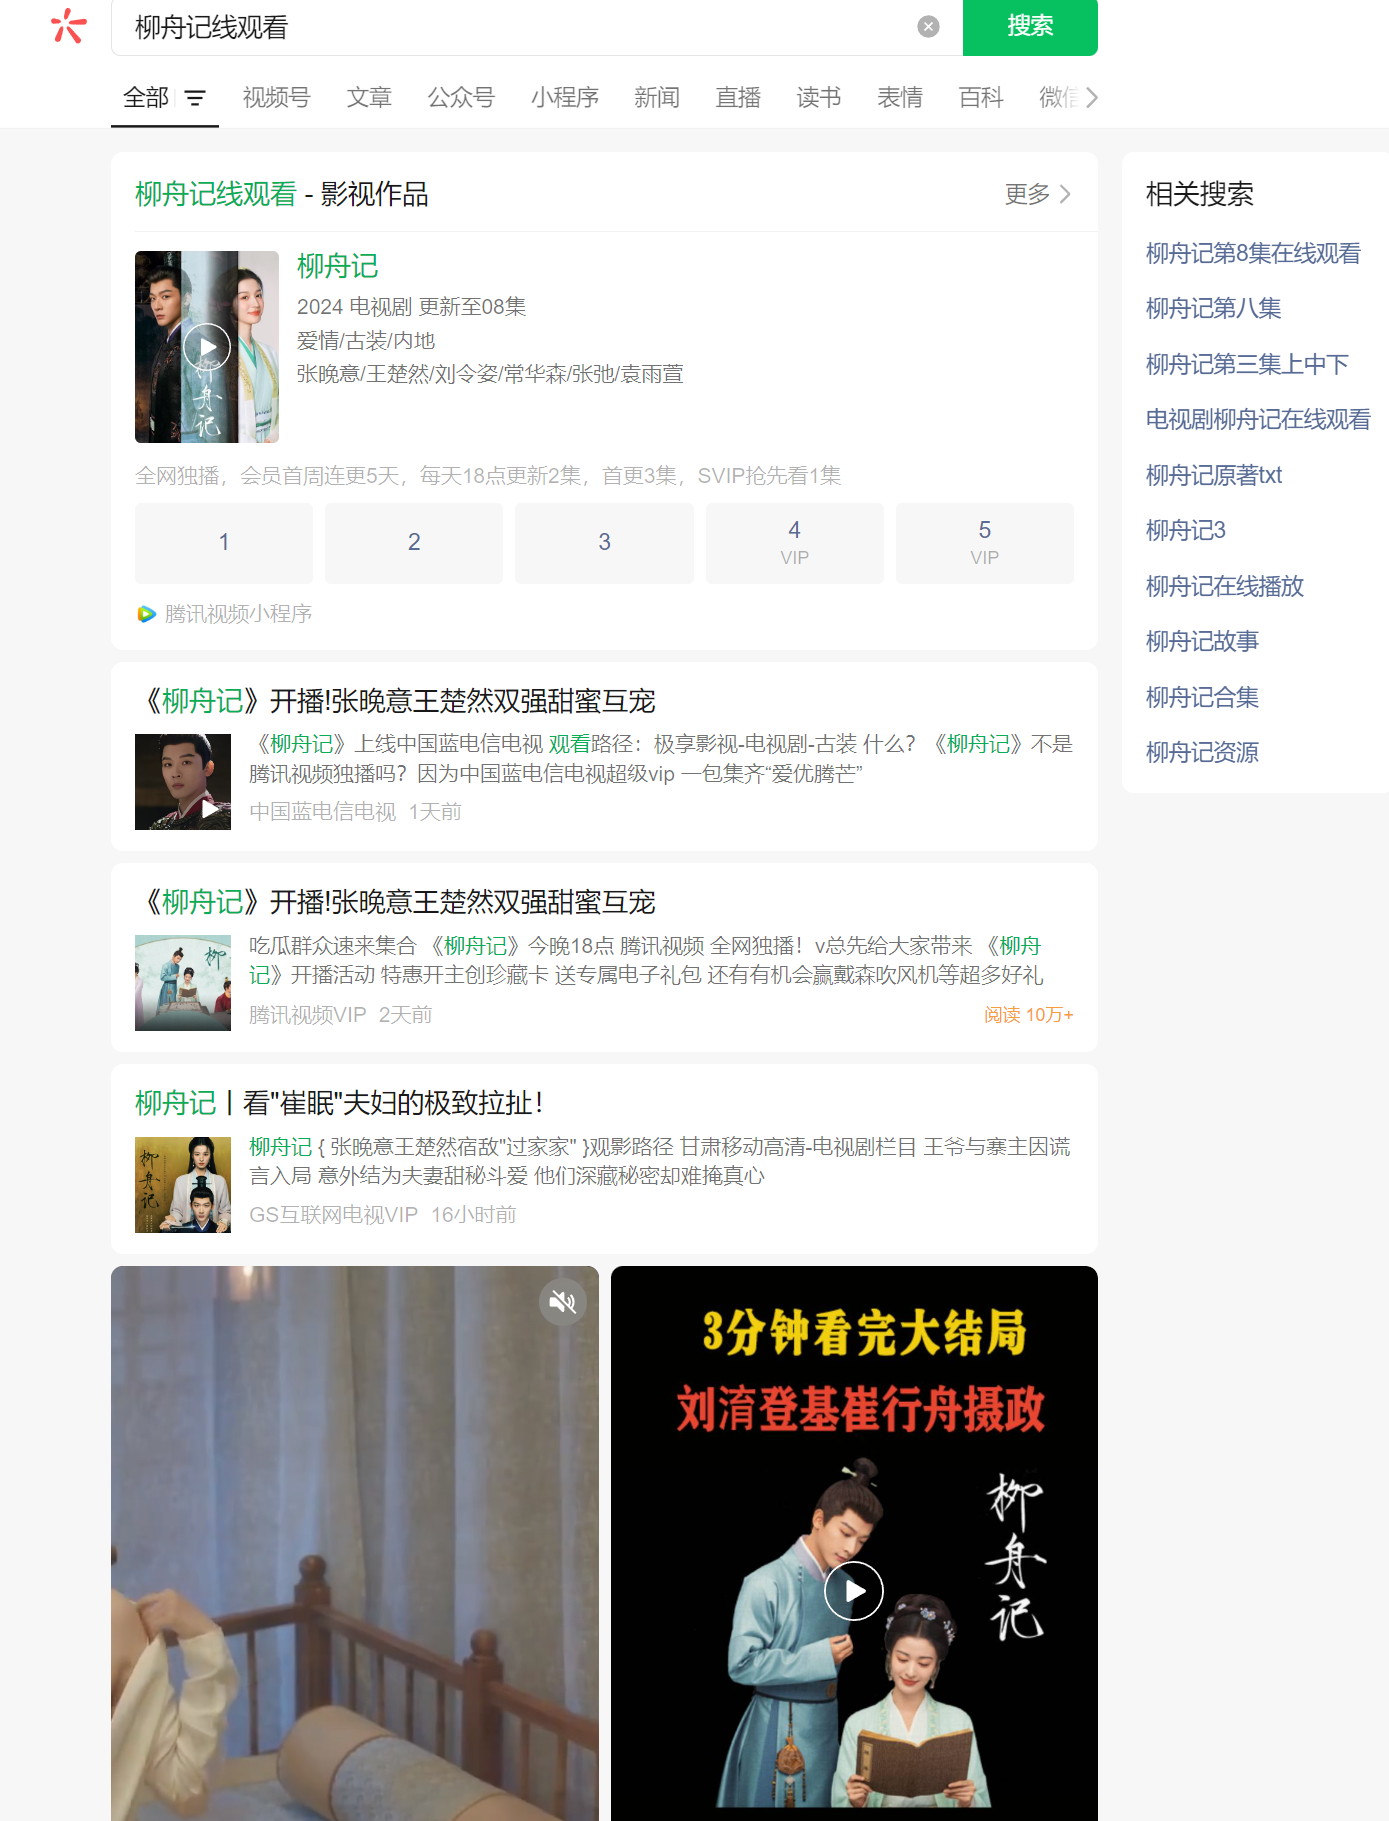 柳舟记线观看
搜索
全部 视频号 文章 公众号 小程序 新闻 直播 读书 表情 百科 微信
柳舟记线观看 - 影视作品
更多
柳舟记
2024 电视剧 更新至08集
爱情/古装/内地
张晚意/王楚然/刘令姿/常华森/张弛/袁雨萱
柳舟记
全网独播，会员首周连更5天，每天18点更新2集，首更3集，SVIP抢先看1集
1
2
3
4
VIP
5
VIP
腾讯视频小程序
《柳舟记》开播!张晚意王楚然双强甜蜜互宠
《柳舟记》上线中国蓝电信电视 观看路径：极享影视-电视剧-古装 什么？《柳舟记》不是
腾讯视频独播吗？因为中国蓝电信电视超级vip 一包集齐“爱优腾芒”
中国蓝电信电视 1天前
《柳舟记》开播!张晚意王楚然双强甜蜜互宠
柳
吃瓜群众速来集合 《柳舟记》今晚18点 腾讯视频 全网独播！v总先给大家带来 《柳舟
记》开播活动 特惠开主创珍藏卡 送专属电子礼包 还有有机会赢戴森吹风机等超多好礼
腾讯视频VIP 2天前
阅读 10万+
柳舟记丨看"崔眠"夫妇的极致拉扯！
柳舟记
柳舟记 { 张晚意王楚然宿敌"过家家" }观影路径 甘肃移动高清-电视剧栏目 王爷与寨主因谎
言入局 意外结为夫妻甜秘斗爱 他们深藏秘密却难掩真心
GS互联网电视VIP 16小时前
3分钟看完大结局
刘淯登基崔行舟摄政
柳舟记
相关搜索
柳舟记第8集在线观看
柳舟记第八集
柳舟记第三集上中下
电视剧柳舟记在线观看
柳舟记原著txt
柳舟记3
柳舟记在线播放
柳舟记故事
柳舟记合集
柳舟记资源